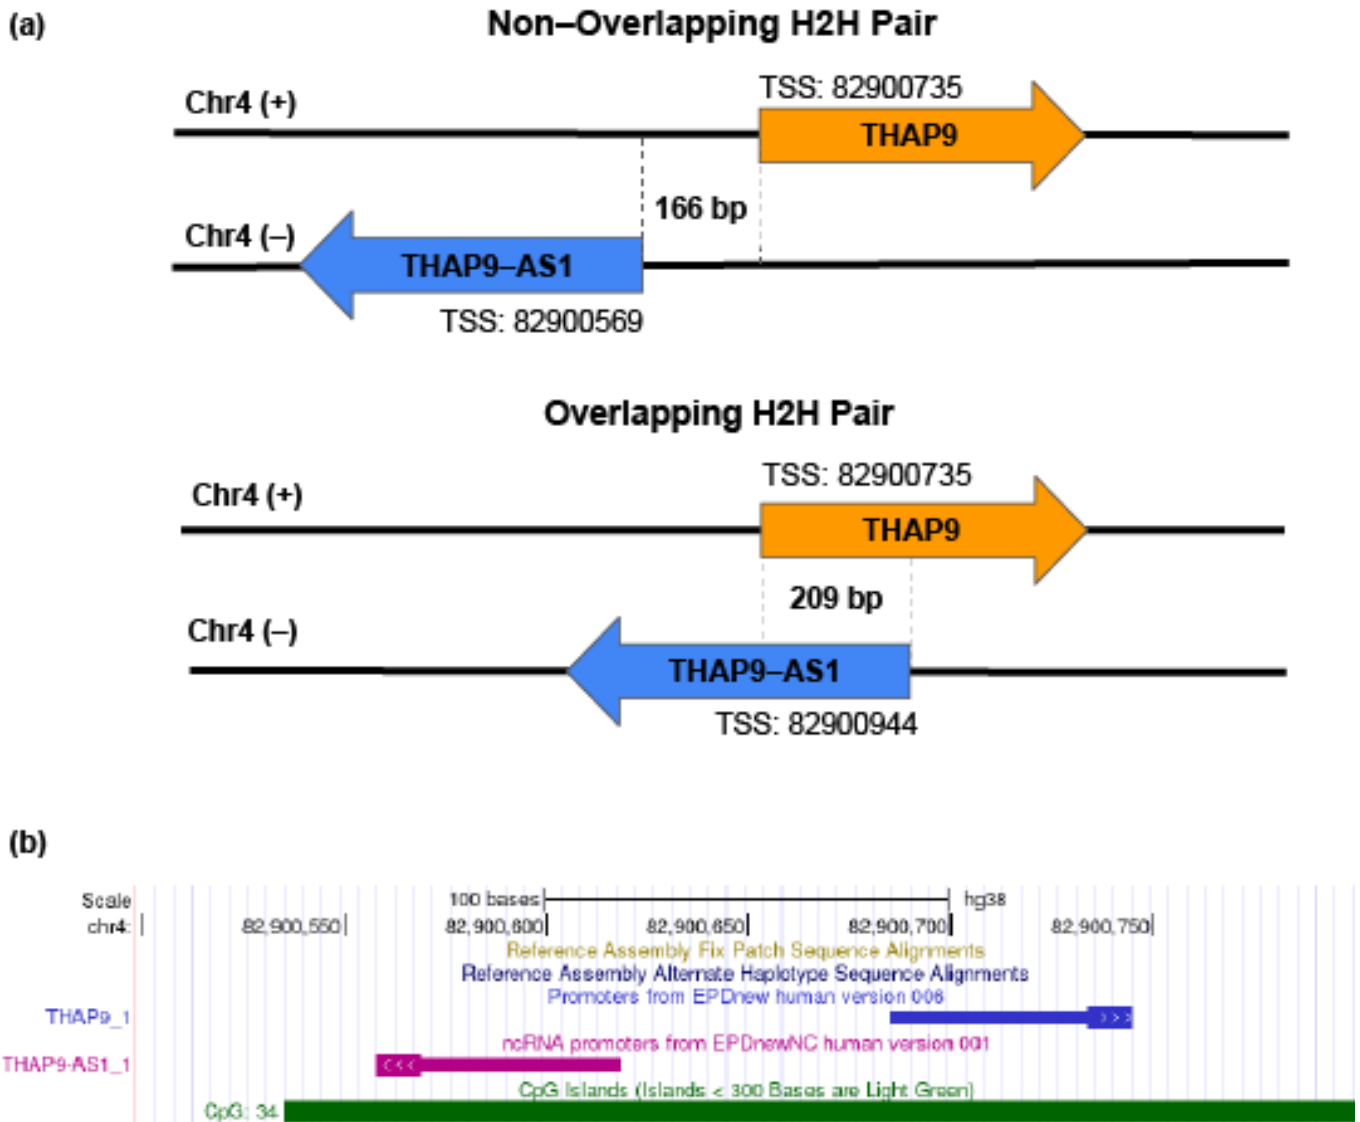 (a)
Non–Overlapping H2H Pair
TSS: 82900735
Chr4 (+)
THAP9
166 bp
Chr4 (–)
THAP9–AS1
TSS: 82900569
Overlapping H2H Pair
TSS: 82900735
Chr4 (+)
THAP9
209 bp
Chr4 (–)
THAP9–AS1
TSS: 82900944
(b)
Scale 100 bases hg38
chr4: 82,900,550 82,900,600 82,900,650 82,900,700 82,900,750
Reference Assembly Fix Patch Sequence Alignments
Reference Assembly Alternate Haplotype Sequence Alignments
Promoters from EPDnew human version 006
THAP9_1 >>>
ncRNA promoters from EPDnewNC human version 001
THAP9-AS1_1 <<<
CpG Islands (Islands < 300 Bases are Light Green)
CpG: 34